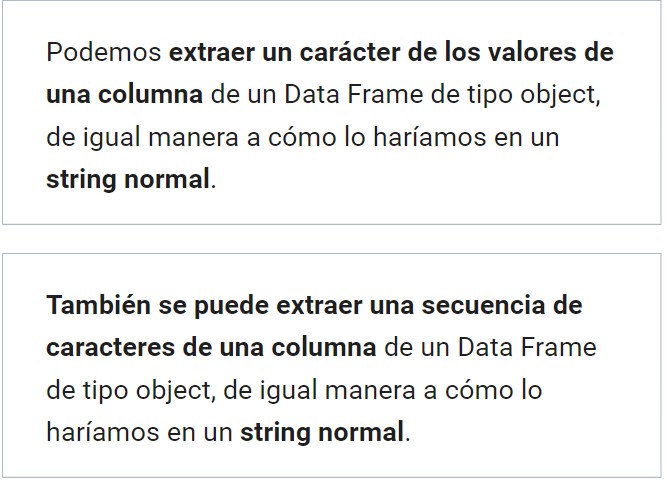 Podemos extraer un carácter de los valores de
una columna de un Data Frame de tipo object,
de igual manera a cómo lo haríamos en un
string normal.
También se puede extraer una secuencia de
caracteres de una columna de un Data Frame
de tipo object, de igual manera a cómo lo
haríamos en un string normal.